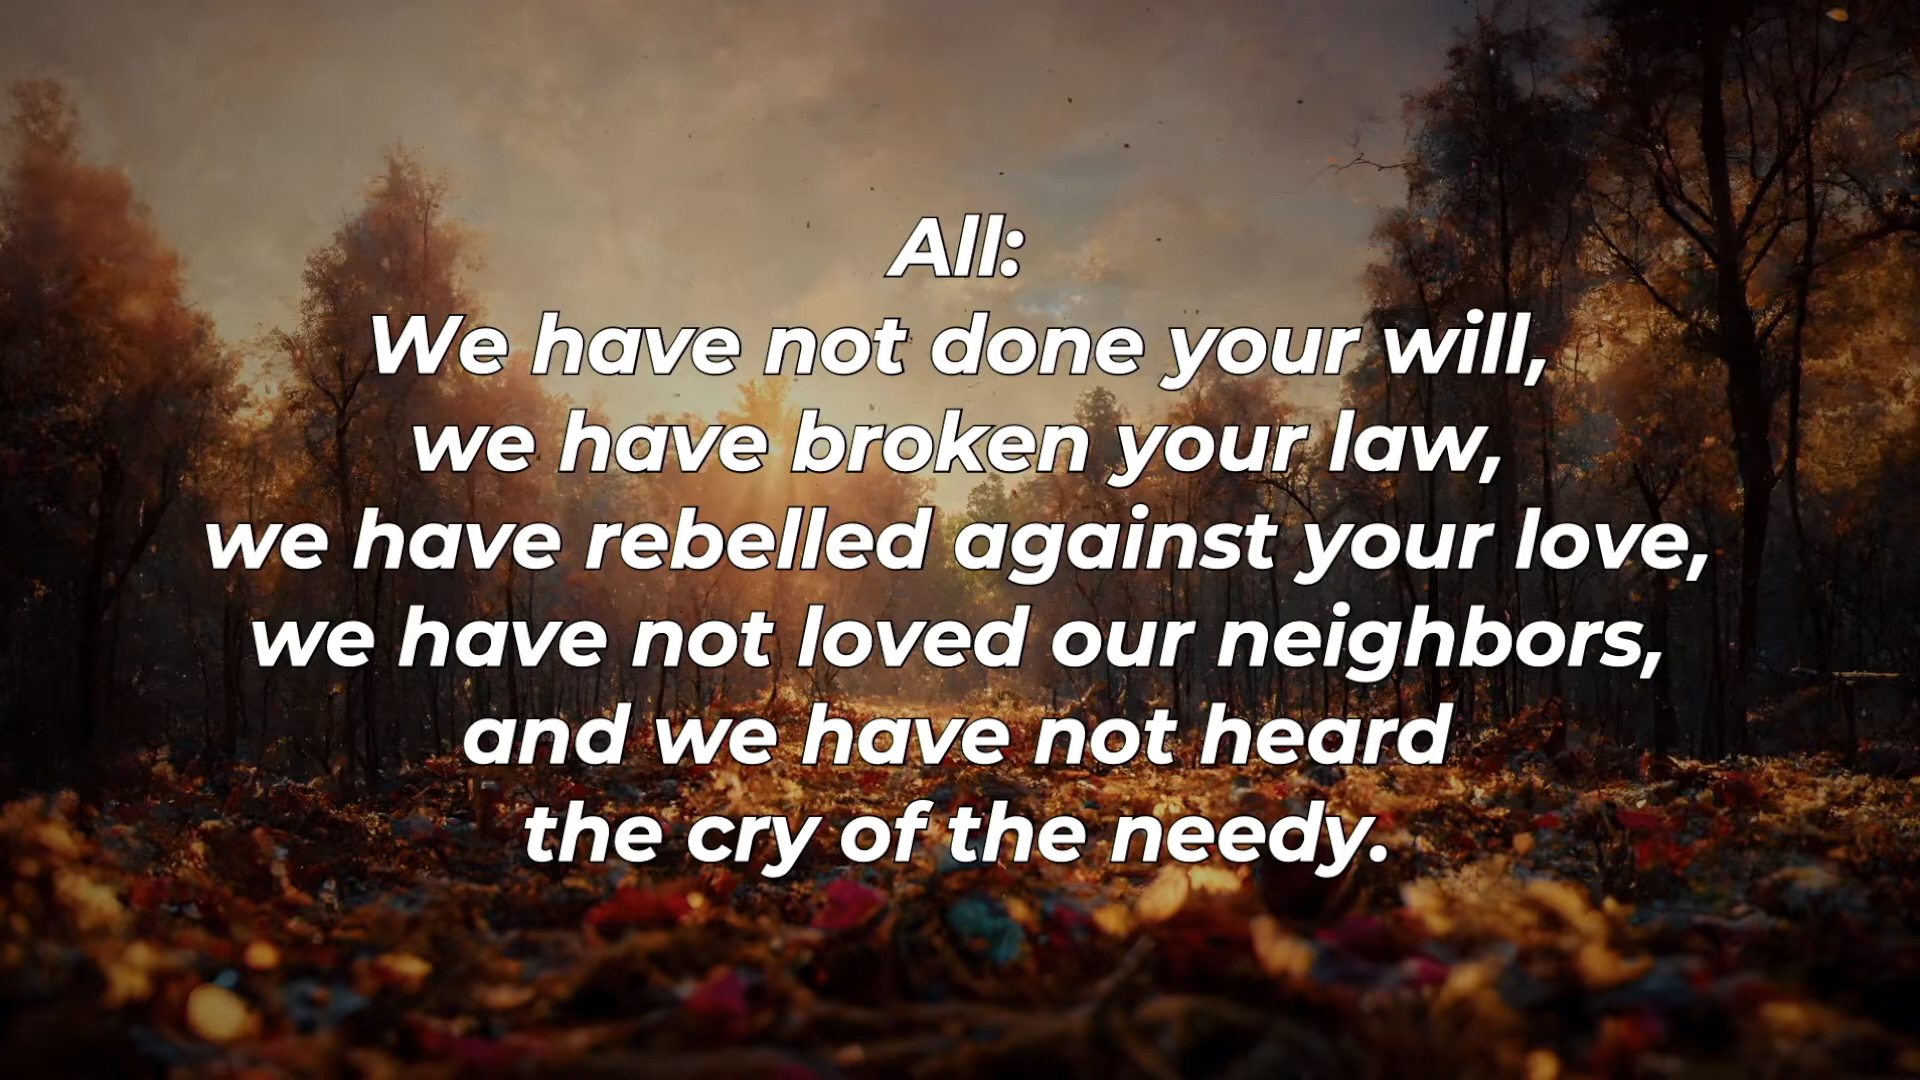 All:
We have not done your will,
we have broken your law,
we have rebelled against your love,
we have not loved our neighbors,
and we have not heard
the cry of the needy.